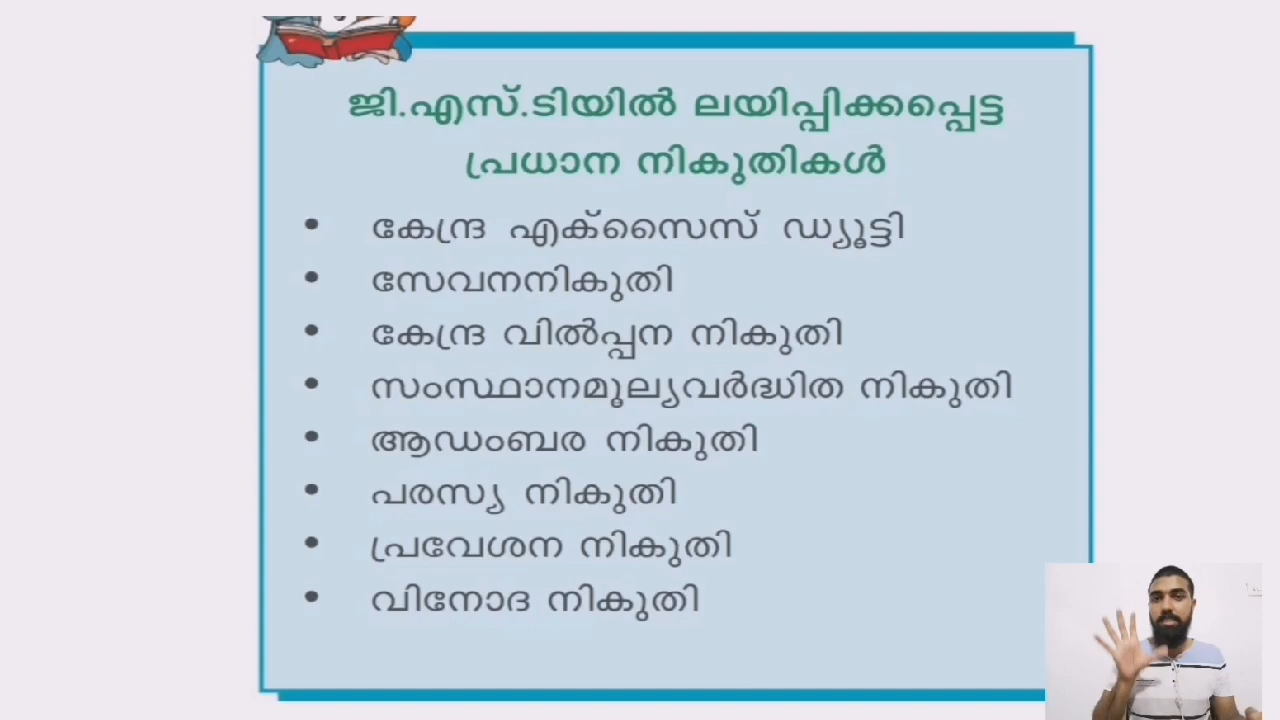 ജി.എസ്.ടിയിൽ ലയിപ്പിക്കപ്പെട്ട
പ്രധാന നികുതികൾ
• കേന്ദ്ര എക്സൈസ് ഡ്യൂട്ടി
• സേവനനികുതി
• കേന്ദ്ര വിൽപ്പന നികുതി
• സംസ്ഥാനമൂല്യവർദ്ധിത നികുതി
• ആഡംബര നികുതി
• പരസ്യ നികുതി
• പ്രവേശന നികുതി
• വിനോദ നികുതി